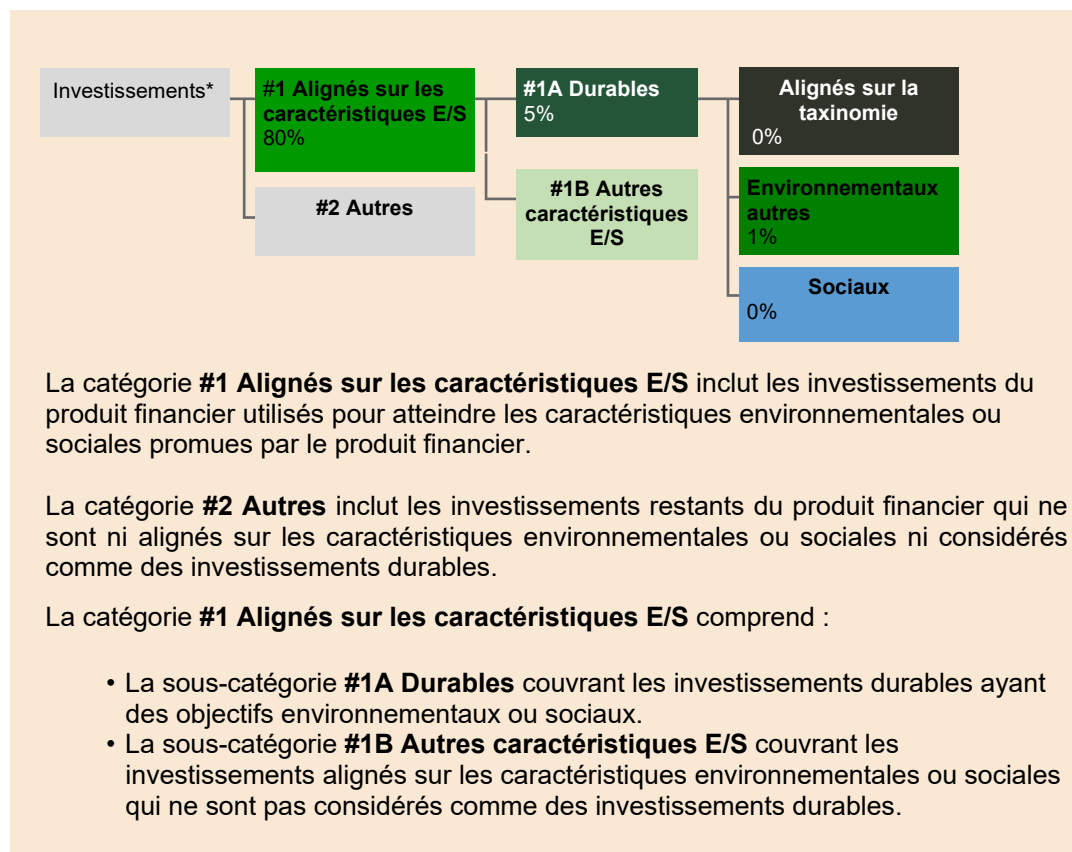 Investissements*
#1 Alignés sur les
caractéristiques E/S
80%
#2 Autres
#1A Durables
5%
#1B Autres
caractéristiques
E/S
Alignés sur la
taxinomie
0%
Environnementaux
autres
1%
Sociaux
0%
La catégorie #1 Alignés sur les caractéristiques E/S inclut les investissements du
produit financier utilisés pour atteindre les caractéristiques environnementales ou
sociales promues par le produit financier.
La catégorie #2 Autres inclut les investissements restants du produit financier qui ne
sont ni alignés sur les caractéristiques environnementales ou sociales ni considérés
comme des investissements durables.
La catégorie #1 Alignés sur les caractéristiques E/S comprend :
• La sous-catégorie #1A Durables couvrant les investissements durables ayant
des objectifs environnementaux ou sociaux.
• La sous-catégorie #1B Autres caractéristiques E/S couvrant les
investissements alignés sur les caractéristiques environnementales ou sociales
qui ne sont pas considérés comme des investissements durables.